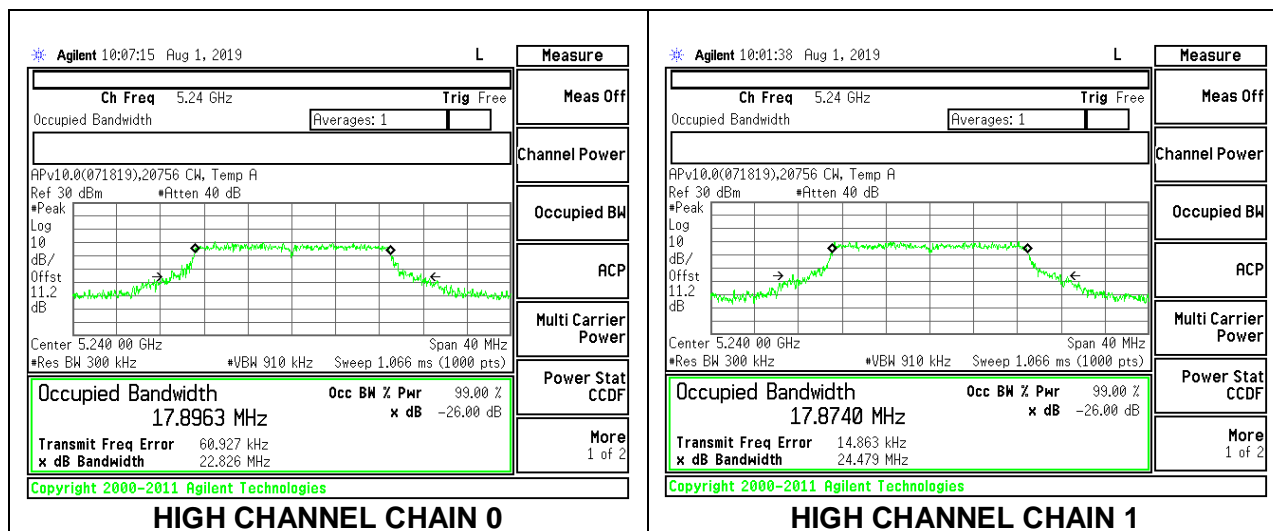 Agilent 10:07:15 Aug 1, 2019 L
Measure
Ch Freq 5.24 GHz Trig Free
Meas Off
Occupied Bandwidth Averages: 1
Channel Power
APv10.0(071819),20756 CW, Temp A
Ref 30 dBm #Atten 40 dB
#Peak
Log
10
dB/
Offst
11.2
dB
Occupied BW
ACP
Multi Carrier
Power
Center 5.240 00 GHz Span 40 MHz
#Res BW 300 kHz #VBW 910 kHz Sweep 1.066 ms (1000 pts)
Power Stat
CCDF
Occupied Bandwidth Occ BW % Pwr 99.00 %
17.8963 MHz x dB -26.00 dB
Transmit Freq Error 60.927 kHz
x dB Bandwidth 22.826 MHz
More
1 of 2
Copyright 2000-2011 Agilent Technologies
HIGH CHANNEL CHAIN 0
Agilent 10:01:38 Aug 1, 2019 L
Measure
Ch Freq 5.24 GHz Trig Free
Meas Off
Occupied Bandwidth Averages: 1
Channel Power
APv10.0(071819),20756 CW, Temp A
Ref 30 dBm #Atten 40 dB
#Peak
Log
10
dB/
Offst
11.2
dB
Occupied BW
ACP
Multi Carrier
Power
Center 5.240 00 GHz Span 40 MHz
#Res BW 300 kHz #VBW 910 kHz Sweep 1.066 ms (1000 pts)
Power Stat
CCDF
Occupied Bandwidth Occ BW % Pwr 99.00 %
17.8740 MHz x dB -26.00 dB
Transmit Freq Error 14.863 kHz
x dB Bandwidth 24.479 MHz
More
1 of 2
Copyright 2000-2011 Agilent Technologies
HIGH CHANNEL CHAIN 1